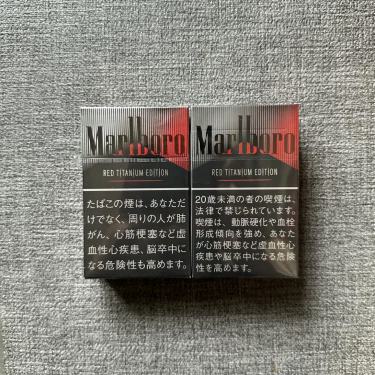 Marlboro
RED TITANIUM EDITION
たばこの煙は、あなただ
けでなく、周りの人が肺
がん、心筋梗塞など虚
血性心疾患、脳卒中に
なる危険性も高めます。
Marlboro
RED TITANIUM EDITION
20歳未満の者の喫煙は、
法律で禁じられています。
喫煙は、動脈硬化や血栓
形成傾向を強め、あなた
が心筋梗塞など虚血性心
疾患や脳卒中になる危険
性を高めます。